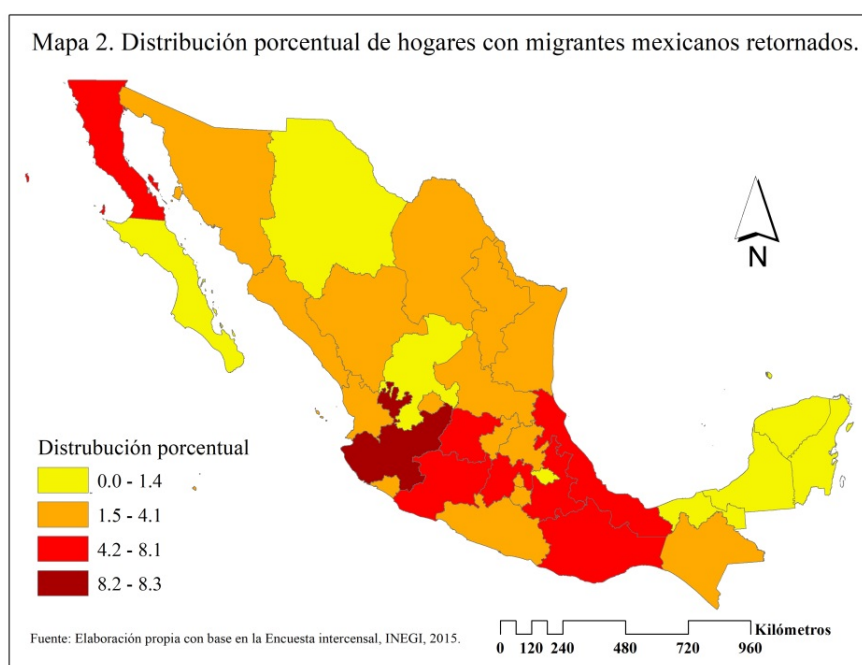 Mapa 2. Distribución porcentual de hogares con migrantes mexicanos retornados.
N
Distrubución porcentual
0.0 - 1.4
1.5 - 4.1
4.2 - 8.1
8.2 - 8.3
Fuente: Elaboración propia con base en la Encuesta intercensal, INEGI, 2015.
Kilómetros
0 120 240 480 720 960